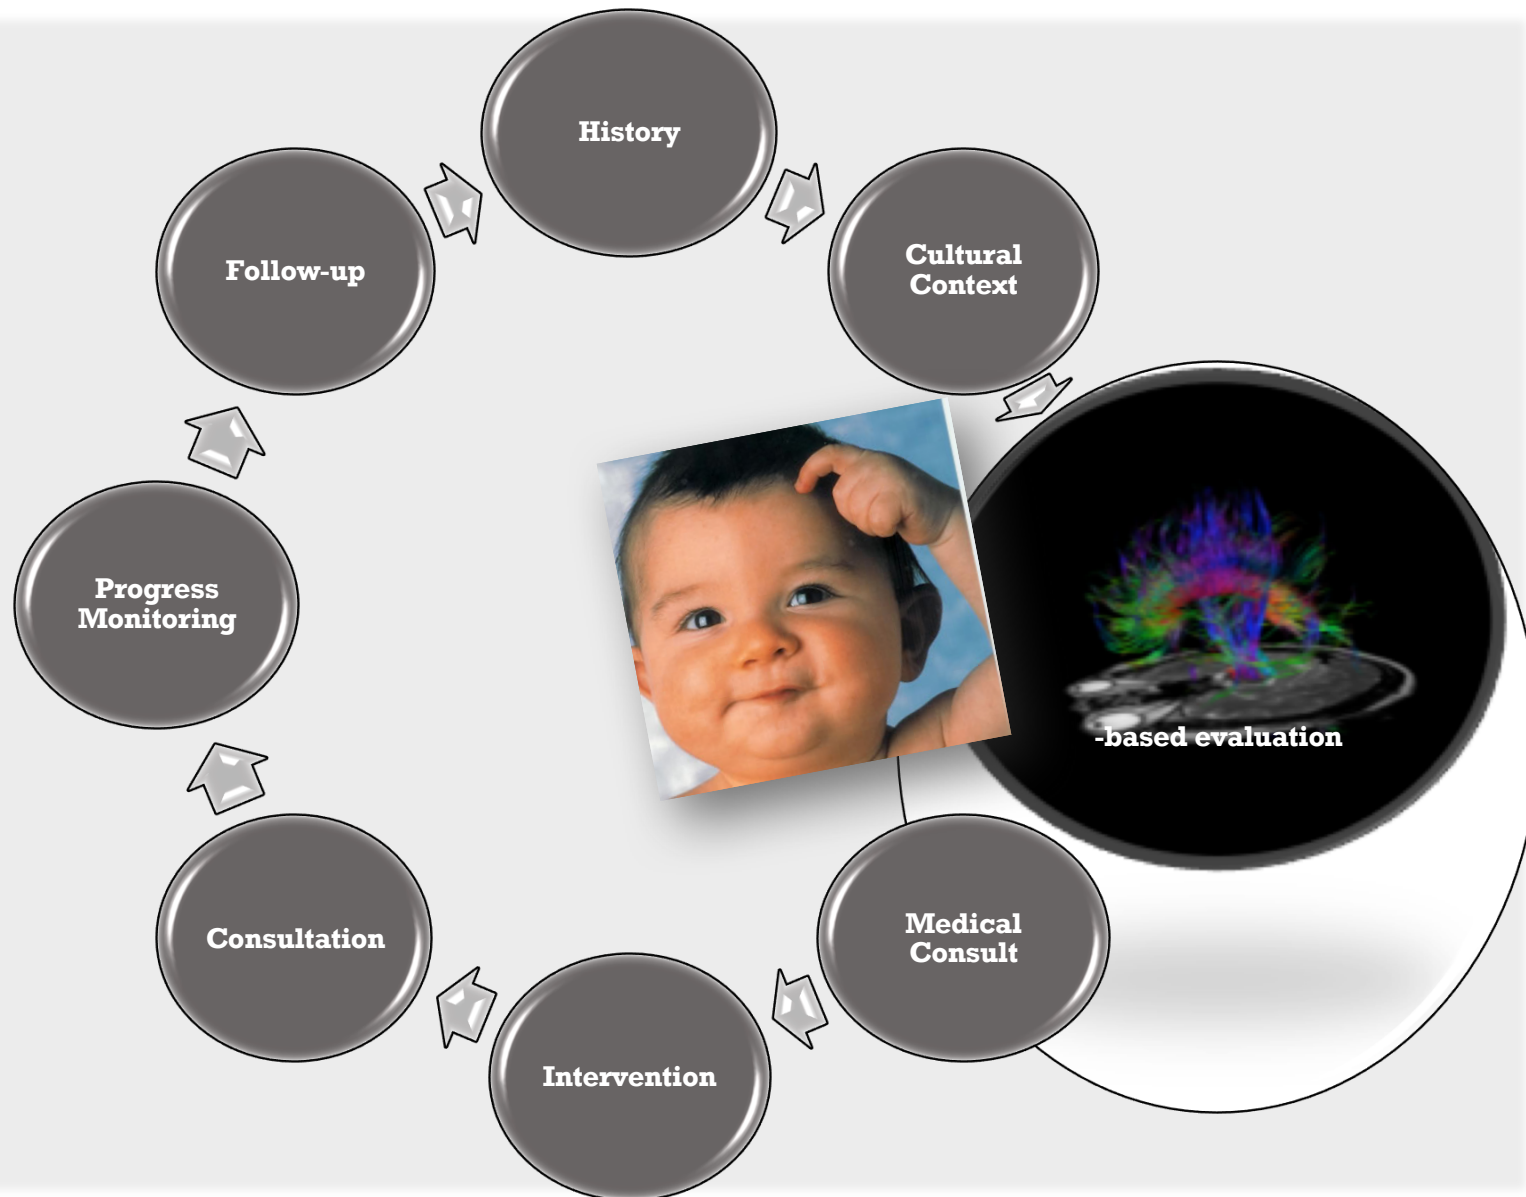 History
Cultural
Context
-based evaluation
Medical
Consult
Intervention
Consultation
Progress
Monitoring
Follow-up